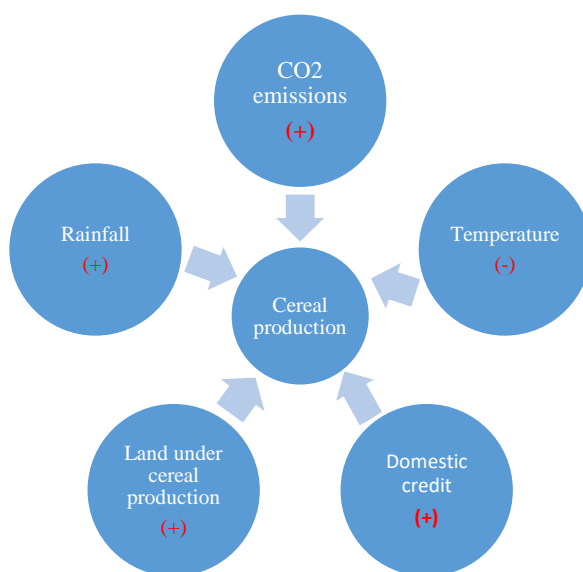 CO2
emissions
(+)
Rainfall
(+)
Temperature
(-)
Cereal
production
Land under
cereal
production
(+)
Domestic
credit
(+)